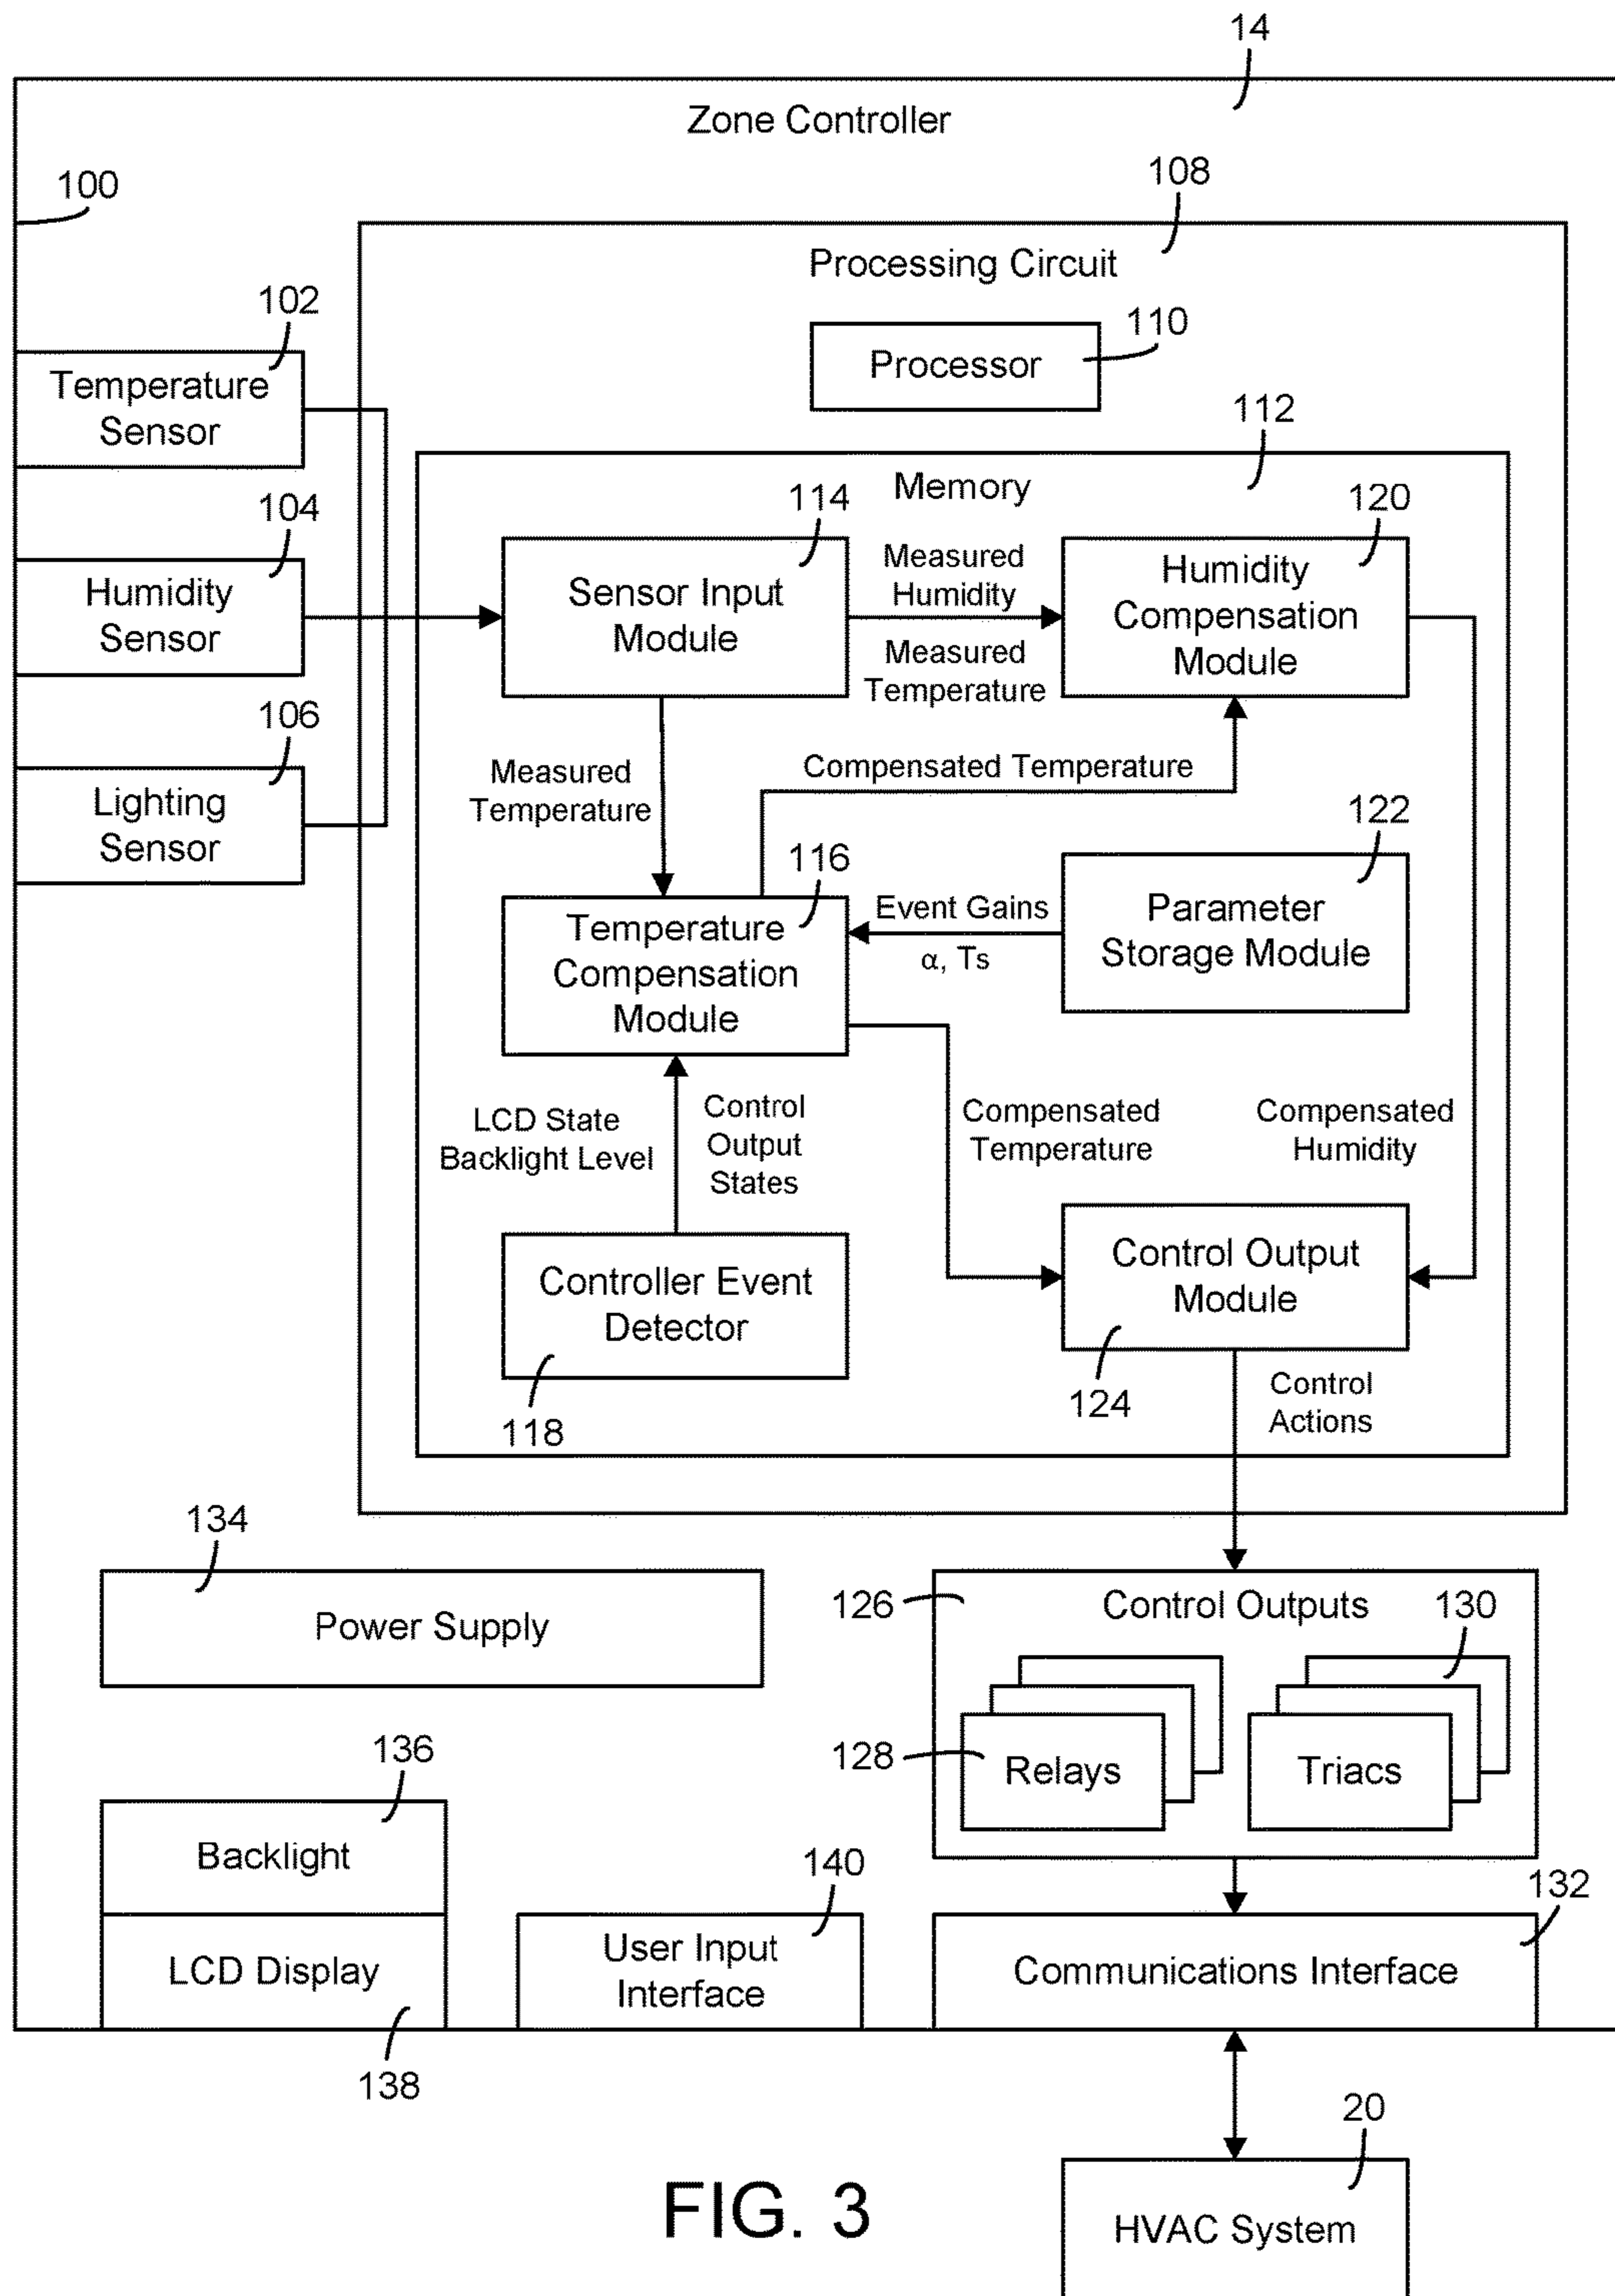 14
Zone Controller
100
108
Processing Circuit
102
Temperature
Sensor
110
Processor
112
Memory
104
Humidity
Sensor
114
Sensor Input
Module
Measured
Humidity
Measured
Temperature
120
Humidity
Compensation
Module
106
Lighting
Sensor
Measured
Temperature
Compensated Temperature
122
Parameter
Storage Module
116
Temperature
Compensation
Module
Event Gains
α, Ts
LCD State
Backlight Level
Control
Output
States
Compensated
Temperature
Compensated
Humidity
Controller Event
Detector
118
Control Output
Module
124
Control
Actions
134
Power Supply
126
Control Outputs
130
128
Relays
Triacs
136
Backlight
LCD Display
138
140
User Input
Interface
132
Communications Interface
20
HVAC System
FIG. 3